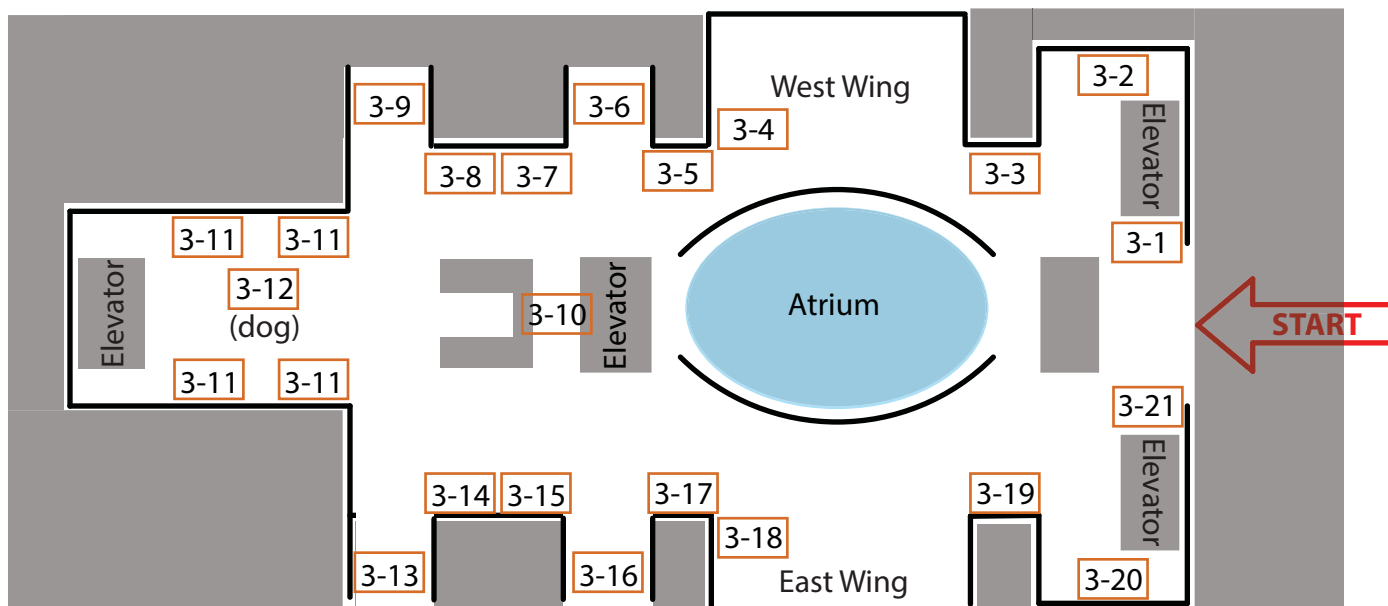 West Wing
3-2
3-9
3-6
3-4
Elevator
3-8
3-7
3-5
3-3
3-11
3-11
3-1
3-12
(dog)
Elevator
3-10
Elevator
Atrium
START
3-11
3-11
3-21
3-14
3-15
3-17
3-19
Elevator
3-18
3-13
3-16
East Wing
3-20